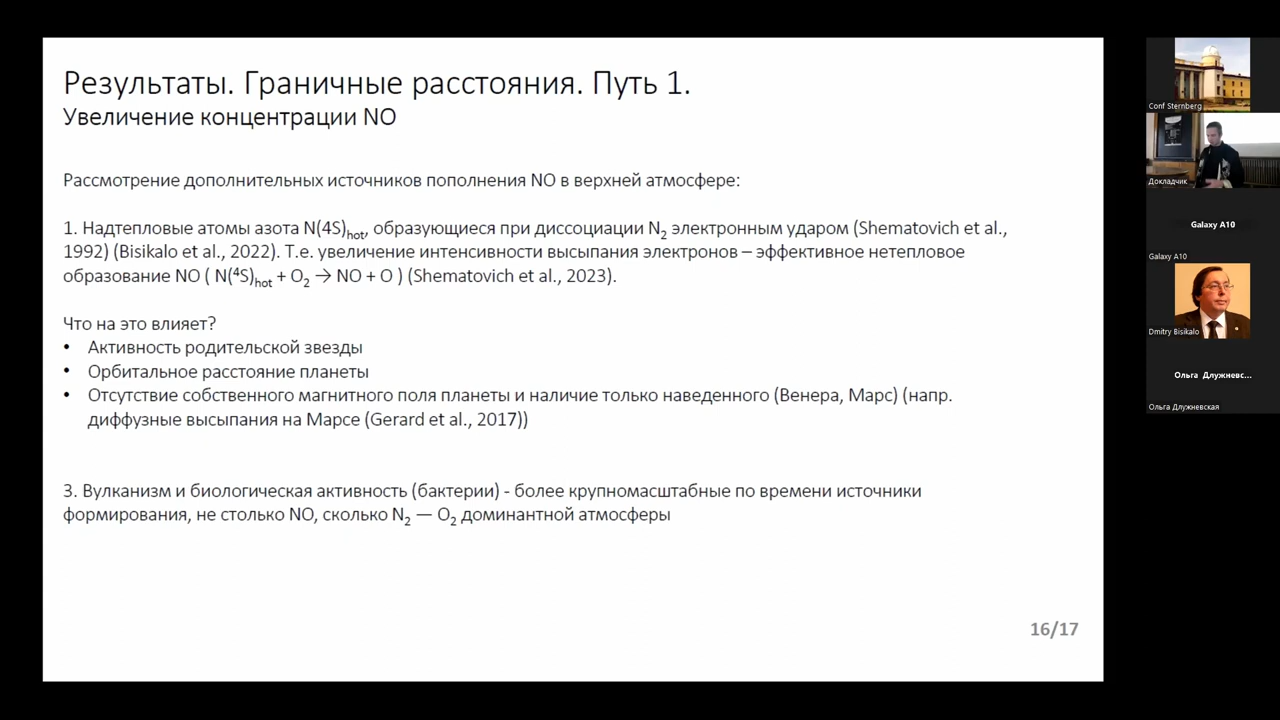 Результаты. Граничные расстояния. Путь 1.
Увеличение концентрации NO
Рассмотрение дополнительных источников пополнения NO в верхней атмосфере:
1. Надтепловые атомы азота N(4S)hot, образующиеся при диссоциации N2 электронным ударом (Shematovich et al.,
1992) (Bisikalo et al., 2022). Т.е. увеличение интенсивности высыпания электронов – эффективное нетепловое
образование NO ( N(⁴S)hot + O2 → NO + O ) (Shematovich et al., 2023).
Что на это влияет?
• Активность родительской звезды
• Орбитальное расстояние планеты
• Отсутствие собственного магнитного поля планеты и наличие только наведенного (Венера, Марс) (напр.
диффузные высыпания на Марсе (Gerard et al., 2017))
3. Вулканизм и биологическая активность (бактерии) - более крупномасштабные по времени источники
формирования, не столько NO, сколько N2 — O2 доминантной атмосферы
16/17
Conf Sternberg
Докладчик
Galaxy A10
Galaxy A10
Dmitry Bisikalo
Ольга Длужневс...
Ольга Длужневская